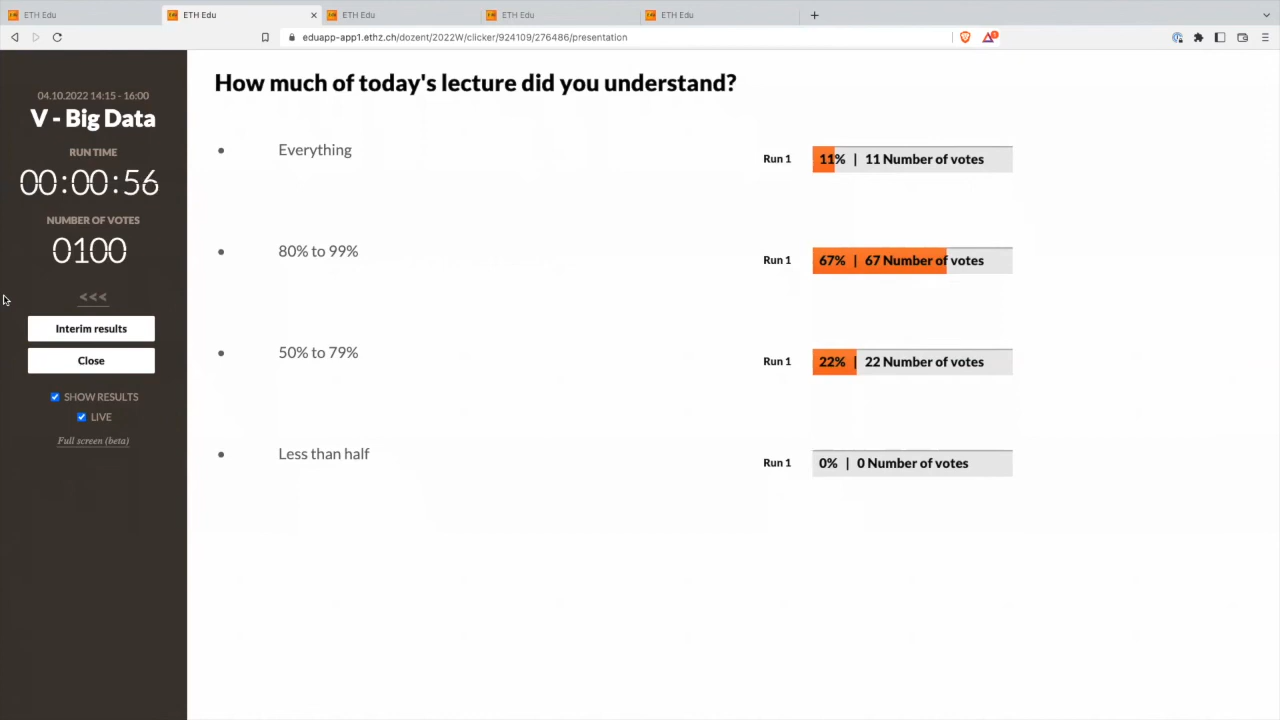 ETH Edu
ETH Edu
ETH Edu
ETH Edu
ETH Edu
eduapp-app1.ethz.ch/dozent/2022W/clicker/924109/276486/presentation
04.10.2022 14:15 - 16:00
V - Big Data
RUN TIME
00:00:56
NUMBER OF VOTES
0100
<<<
Interim results
Close
SHOW RESULTS
LIVE
Full screen (beta)
How much of today's lecture did you understand?
Everything
Run 1
11% | 11 Number of votes
80% to 99%
Run 1
67% | 67 Number of votes
50% to 79%
Run 1
22% | 22 Number of votes
Less than half
Run 1
0% | 0 Number of votes